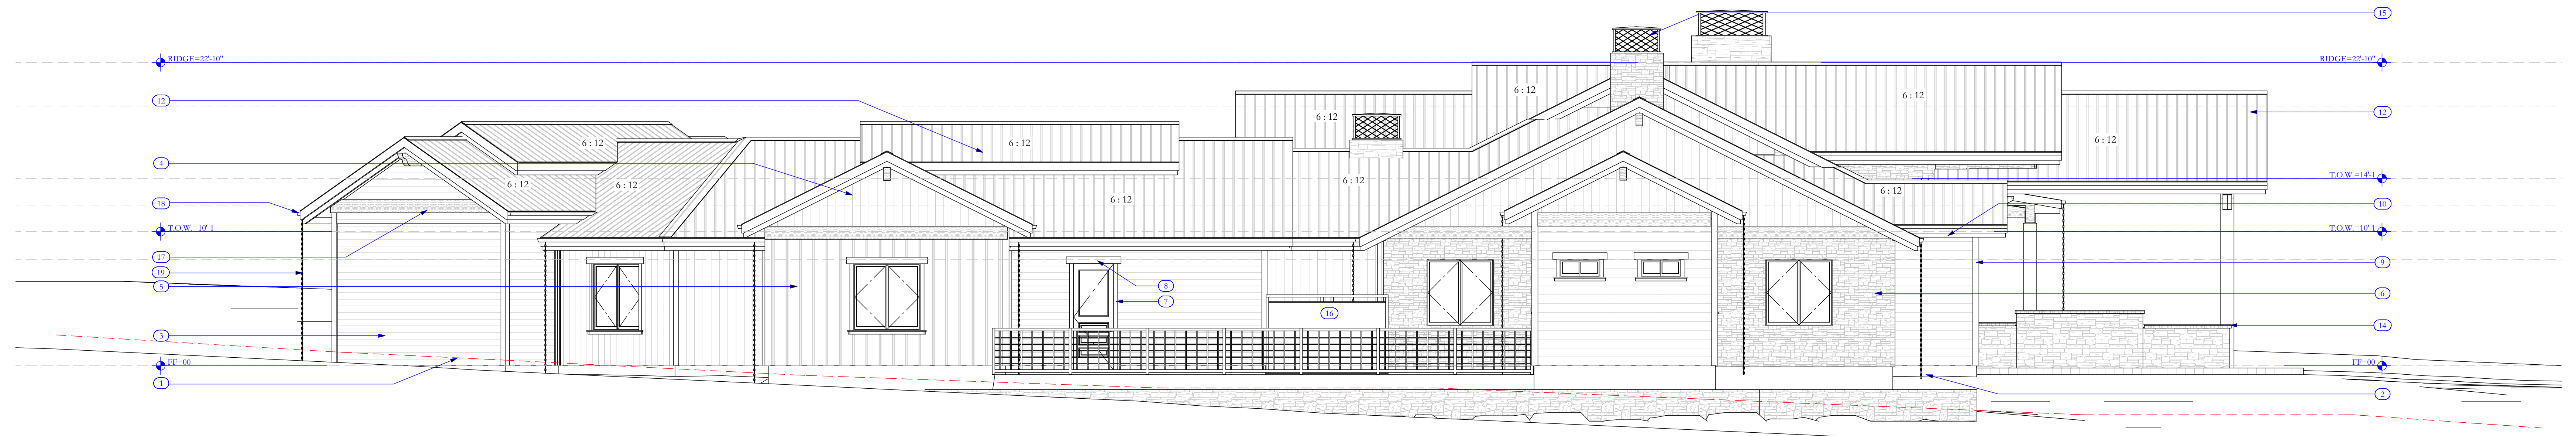 15
RIDGE=22'-10" RIDGE=22'-10"
6 : 12 6 : 12
12 12
6 : 12
6 : 12 6 : 12 6 : 12
4
T.O.W.=14'-1
6 : 12 6 : 12 6 : 12 6 : 12
6 : 12
18 10
T.O.W.=10'-1 T.O.W.=10'-1
17 9
19
5 8 6
7
16
14
3
FF=00 FF=00
1
2